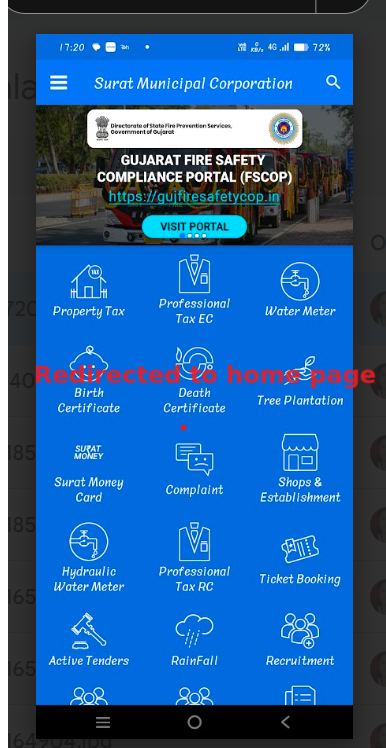 17:20
4G
72%
Surat Municipal Corporation
Directorate of State Fire Prevention Services,
Government of Gujarat
GUJARAT FIRE SAFETY
COMPLIANCE PORTAL (FSCOP)
https://gujfiresafetycop.in
VISIT PORTAL
TAX
Property Tax
Professional
Tax EC
Water Meter
Redirected to home page
Birth
Certificate
Death
Certificate
Tree Plantation
SURAT
MONEY
Surat Money
Card
Complaint
Shops &
Establishment
Hydraulic
Water Meter
Professional
Tax RC
Ticket Booking
Active Tenders
RainFall
Recruitment